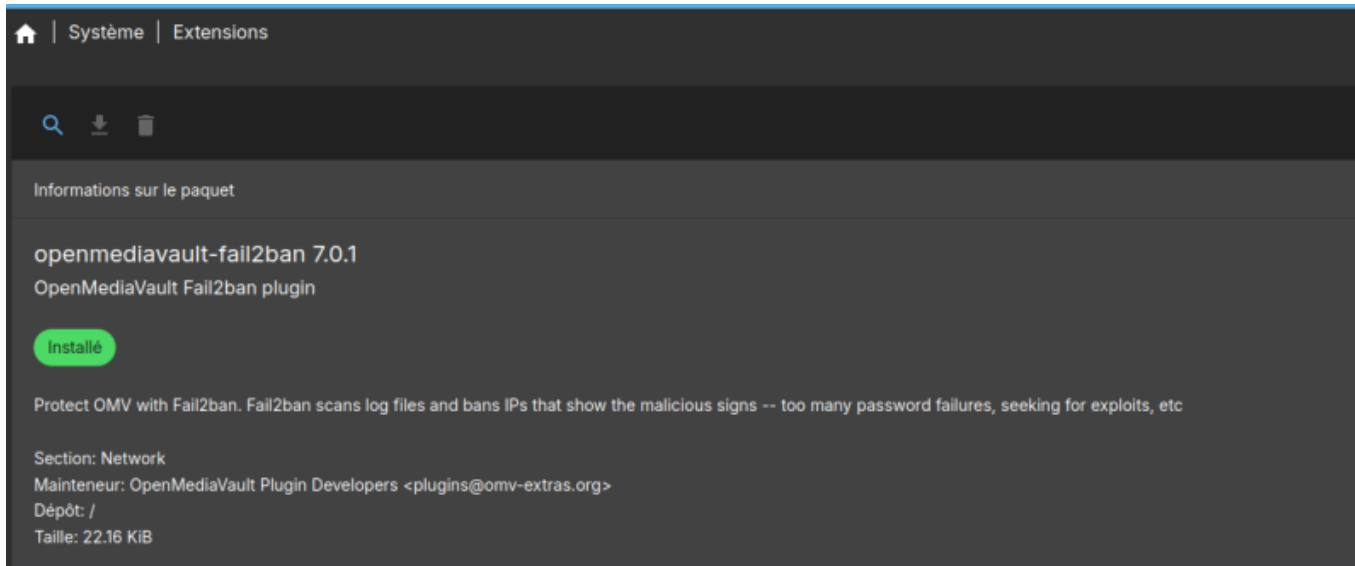 | Système | Extensions
Informations sur le paquet
openmediavault-fail2ban 7.0.1
OpenMediaVault Fail2ban plugin
Installé
Protect OMV with Fail2ban. Fail2ban scans log files and bans IPs that show the malicious signs -- too many password failures, seeking for exploits, etc
Section: Network
Mainteneur: OpenMediaVault Plugin Developers <plugins@omv-extras.org>
Dépôt: /
Taille: 22.16 KiB